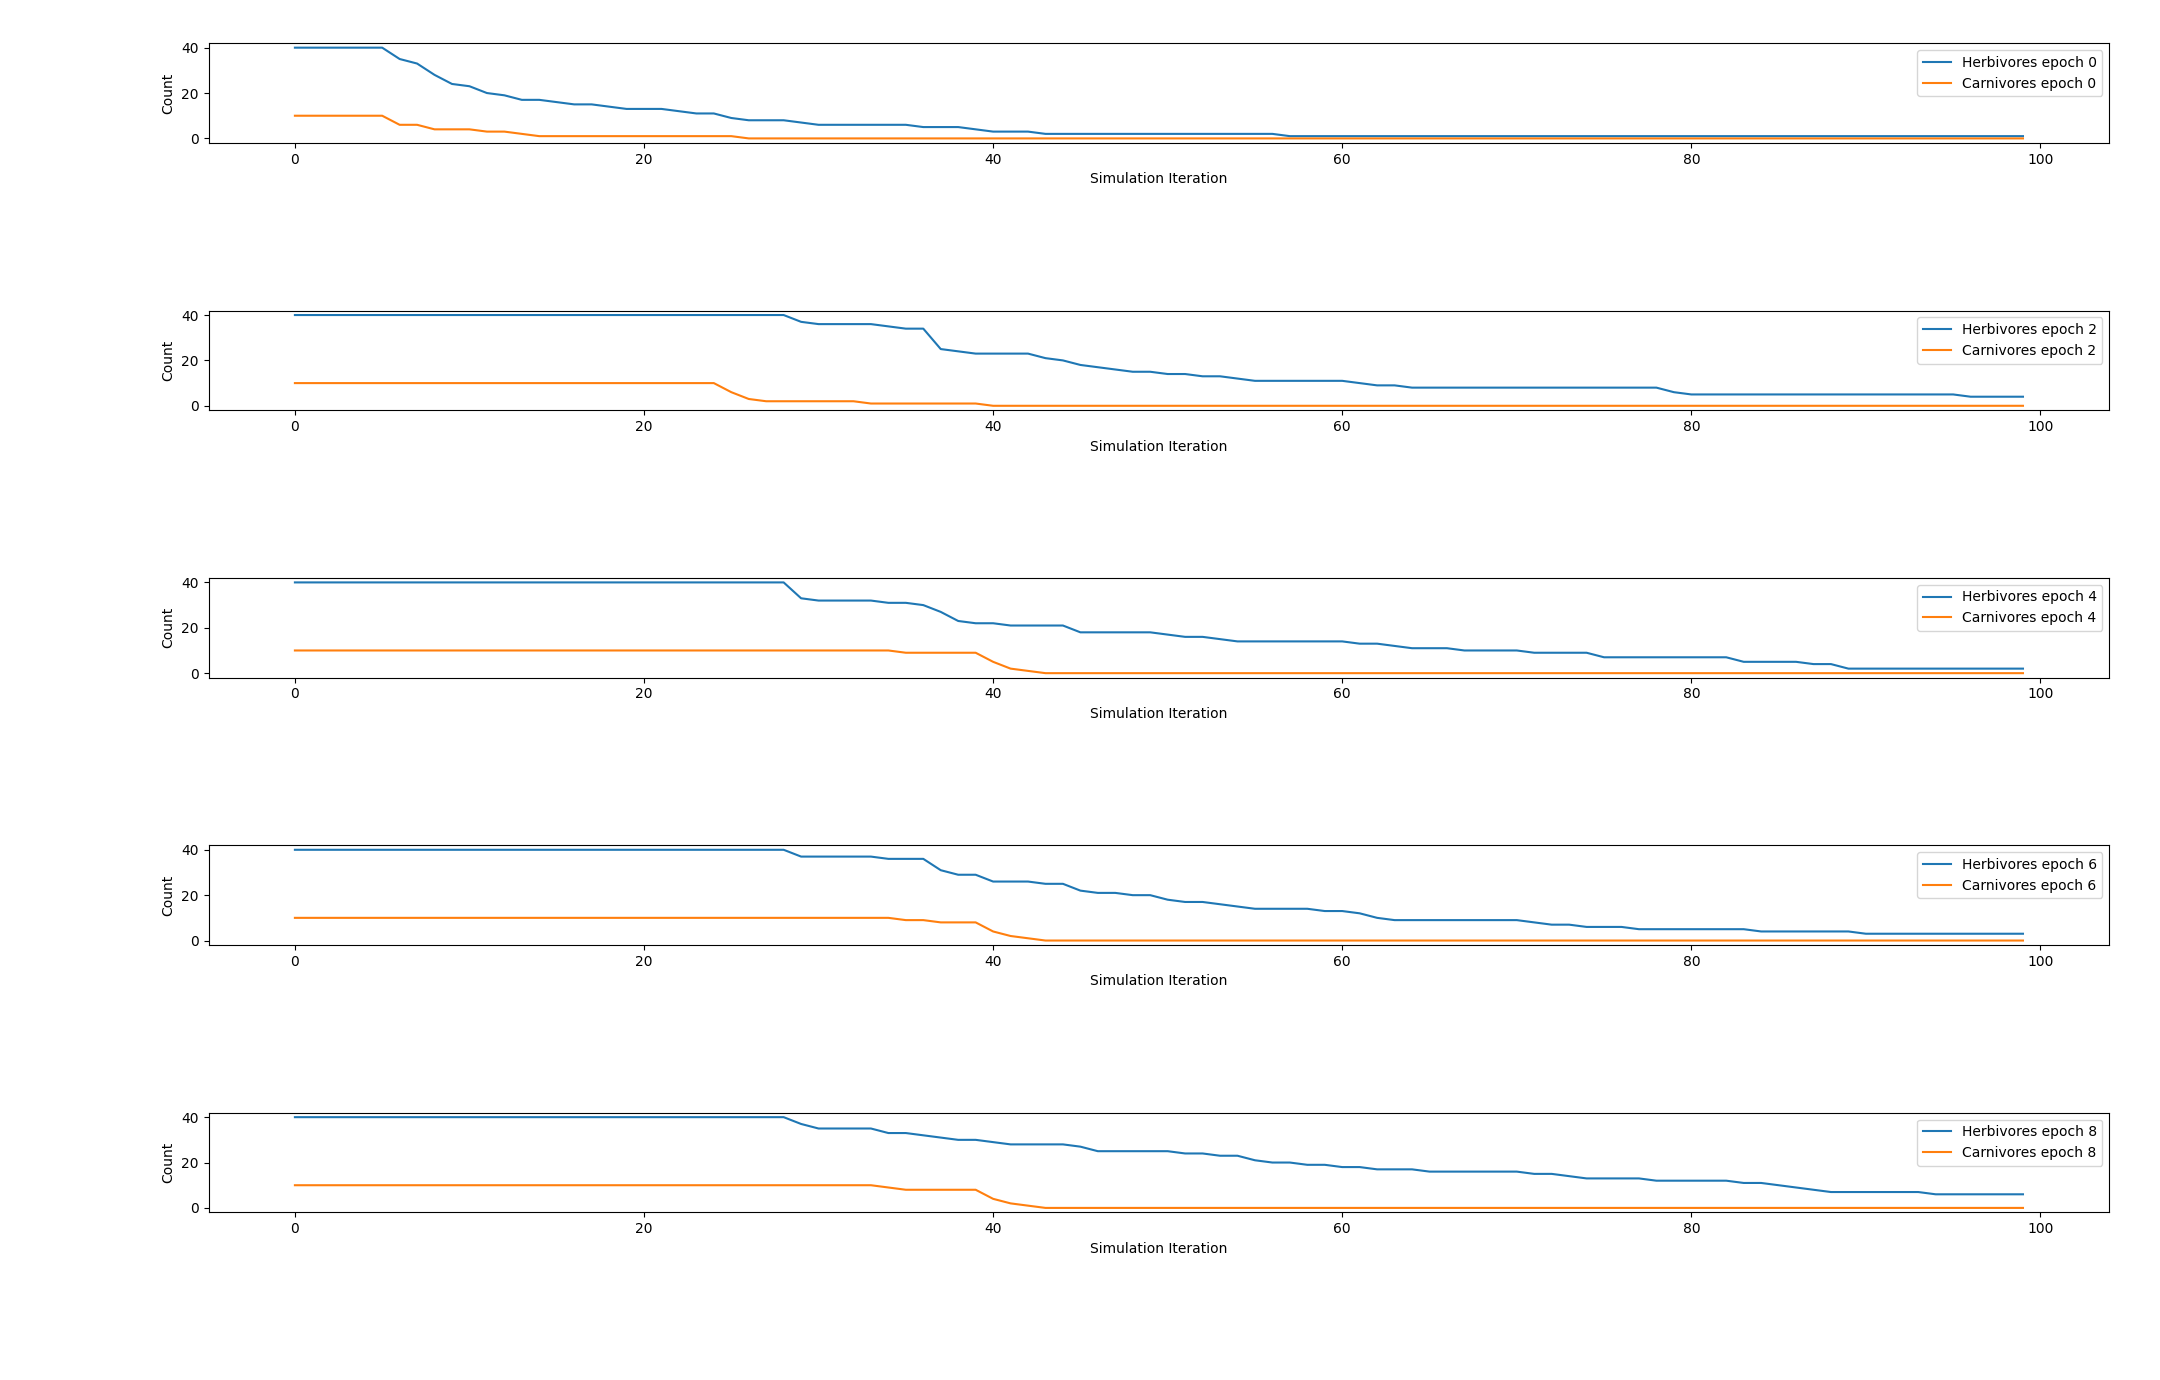 40
20
0
Count
Herbivores epoch 0
Carnivores epoch 0
0 20 40 60 80 100
Simulation Iteration
40
20
0
Count
Herbivores epoch 2
Carnivores epoch 2
0 20 40 60 80 100
Simulation Iteration
40
20
0
Count
Herbivores epoch 4
Carnivores epoch 4
0 20 40 60 80 100
Simulation Iteration
40
20
0
Count
Herbivores epoch 6
Carnivores epoch 6
0 20 40 60 80 100
Simulation Iteration
40
20
0
Count
Herbivores epoch 8
Carnivores epoch 8
0 20 40 60 80 100
Simulation Iteration